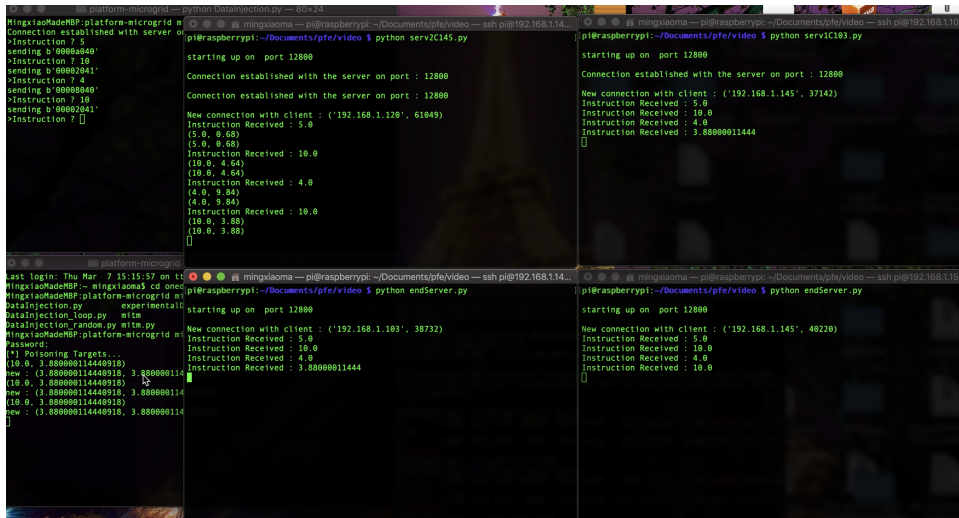 platform-microgrid — python DataInjection.py — 80×24
MingxiaoMadeMBP:platform-microgrid m
Connection established with server o
>Instruction ? 5
sending b'0000a040'
>Instruction ? 10
sending b'00002041'
>Instruction ? 4
sending b'00008040'
>Instruction ? 10
sending b'00002041'
>Instruction ?
mingxiaoma — pi@raspberrypi: ~/Documents/pfe/video — ssh pi@192.168.1.14...
pi@raspberrypi:~/Documents/pfe/video $ python serv2C145.py
starting up on port 12800
Connection established with the server on port : 12800
Connection established with the server on port : 12800
New connection with client : ('192.168.1.120', 61049)
Instruction Received : 5.0
(5.0, 0.68)
(5.0, 0.68)
Instruction Received : 10.0
(10.0, 4.64)
(10.0, 4.64)
Instruction Received : 4.0
(4.0, 9.84)
(4.0, 9.84)
Instruction Received : 10.0
(10.0, 3.88)
(10.0, 3.88)
mingxiaoma — pi@raspberrypi: ~/Documents/pfe/video — ssh pi@192.168.1.10
pi@raspberrypi:~/Documents/pfe/video $ python serv1C103.py
starting up on port 12800
Connection established with the server on port : 12800
New connection with client : ('192.168.1.145', 37142)
Instruction Received : 5.0
Instruction Received : 10.0
Instruction Received : 4.0
Instruction Received : 3.88000011444
platform-microgrid
Last login: Thu Mar 7 15:15:57 on tt
MingxiaoMadeMBP:~ mingxiaoma$ cd oned
MingxiaoMadeMBP:platform-microgrid mi
DataInjection.py experimentalD
DataInjection_loop.py mitm
DataInjection_random.py mitm.py
MingxiaoMadeMBP:platform-microgrid mi
Password:
[*] Poisoning Targets...
(10.0, 3.880000114440918)
new : (3.880000114440918, 3.880000114
(10.0, 3.880000114440918)
new : (3.880000114440918, 3.880000114
(10.0, 3.880000114440918)
new : (3.880000114440918, 3.880000114
mingxiaoma — pi@raspberrypi: ~/Documents/pfe/video — ssh pi@192.168.1.14...
pi@raspberrypi:~/Documents/pfe/video $ python endServer.py
starting up on port 12800
New connection with client : ('192.168.1.103', 38732)
Instruction Received : 5.0
Instruction Received : 10.0
Instruction Received : 4.0
Instruction Received : 3.88000011444
mingxiaoma — pi@raspberrypi: ~/Documents/pfe/video — ssh pi@192.168.1.15
pi@raspberrypi:~/Documents/pfe/video $ python endServer.py
starting up on port 12800
New connection with client : ('192.168.1.145', 40220)
Instruction Received : 5.0
Instruction Received : 10.0
Instruction Received : 4.0
Instruction Received : 10.0